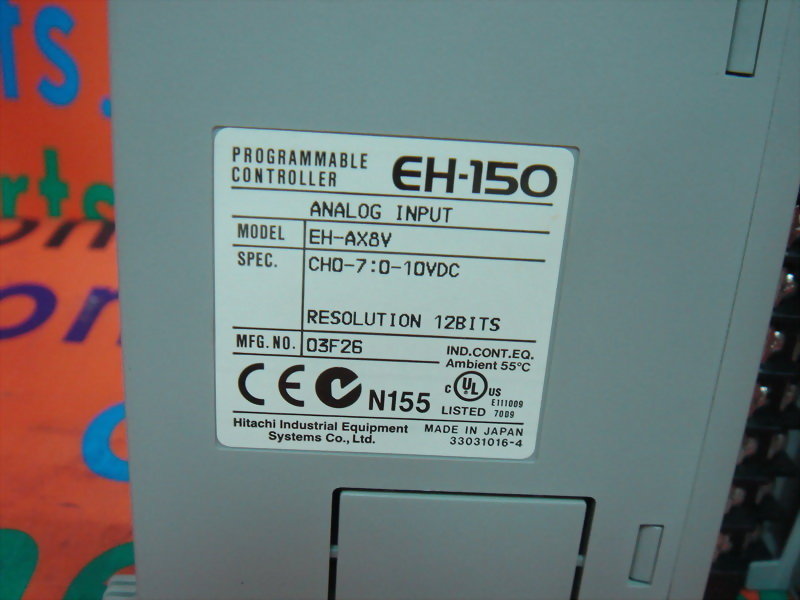 PROGRAMMABLE
CONTROLLER
EH-150
ANALOG INPUT
MODEL EH-AX8V
SPEC. CH0-7:0-10VDC
RESOLUTION 12BITS
MFG.NO. 03F26
IND.CONT.EQ.
Ambient 55°C
CE N155
C UL US
LISTED
E111009
7009
Hitachi Industrial Equipment
Systems Co., Ltd.
MADE IN JAPAN
33031016-4